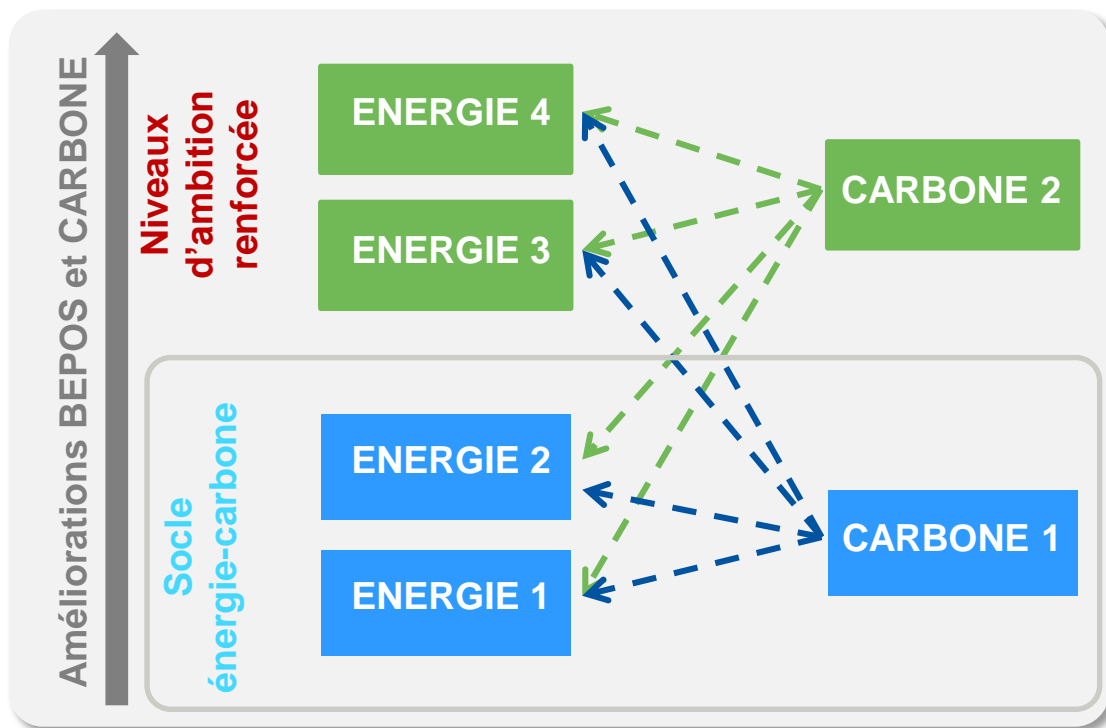 Améliorations BEPOS et CARBONE
Niveaux
d’ambition
renforcée
ENERGIE 4
ENERGIE 3
CARBONE 2
Socle
énergie-carbone
ENERGIE 2
ENERGIE 1
CARBONE 1